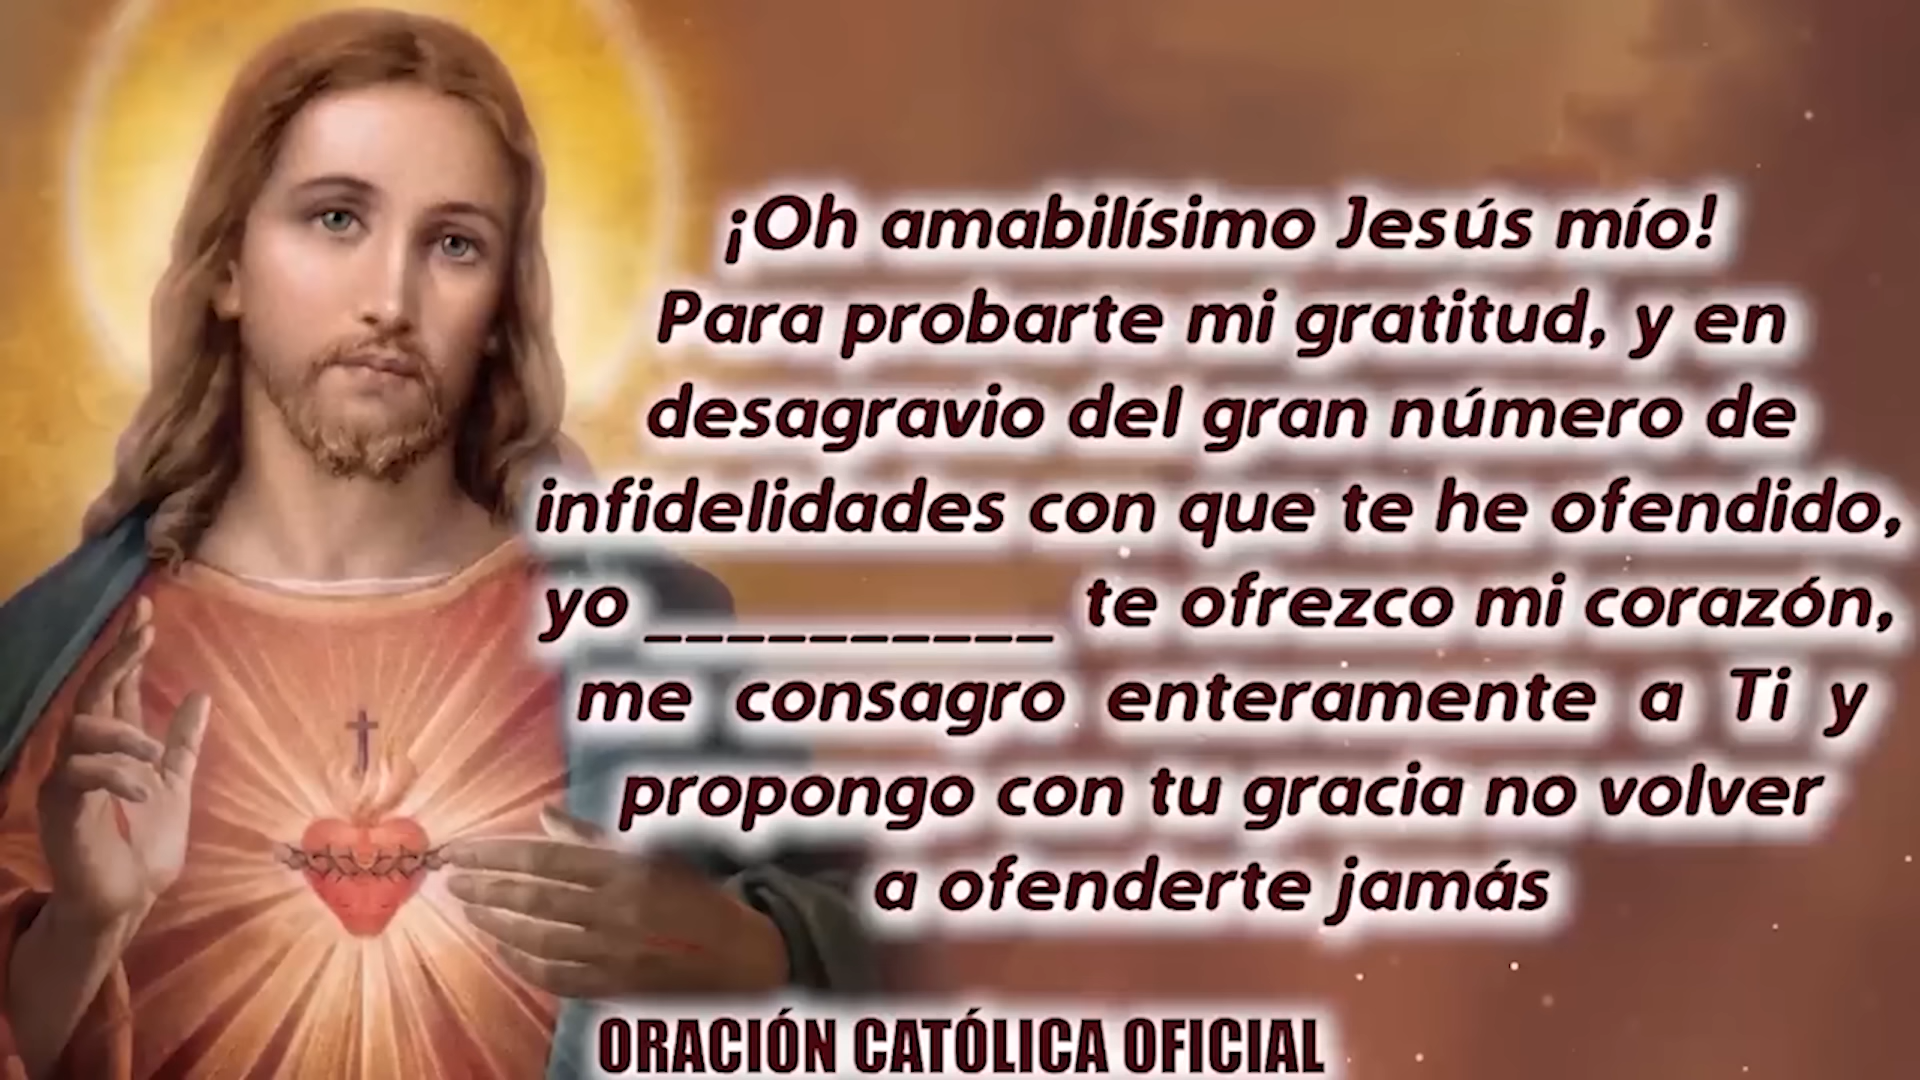 ¡Oh amabilísimo Jesús mío!
Para probarte mi gratitud, y en
desagravio del gran número de
infidelidades con que te he ofendido,
yo __________ te ofrezco mi corazón,
me consagro enteramente a Ti y
propongo con tu gracia no volver
a ofenderte jamás
ORACIÓN CATÓLICA OFICIAL